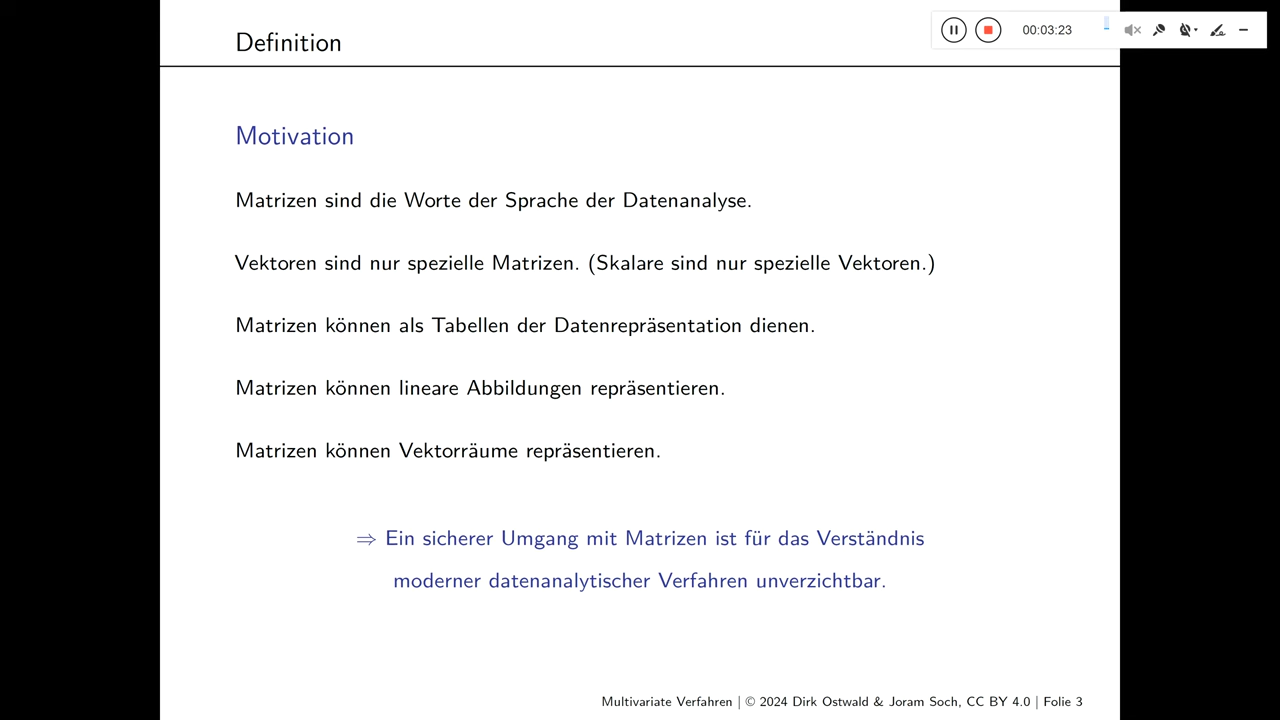 Definition
00:03:23
Motivation
Matrizen sind die Worte der Sprache der Datenanalyse.
Vektoren sind nur spezielle Matrizen. (Skalare sind nur spezielle Vektoren.)
Matrizen können als Tabellen der Datenrepräsentation dienen.
Matrizen können lineare Abbildungen repräsentieren.
Matrizen können Vektorräume repräsentieren.
⇒ Ein sicherer Umgang mit Matrizen ist für das Verständnis
moderner datenanalytischer Verfahren unverzichtbar.
Multivariate Verfahren | © 2024 Dirk Ostwald & Joram Soch, CC BY 4.0 | Folie 3